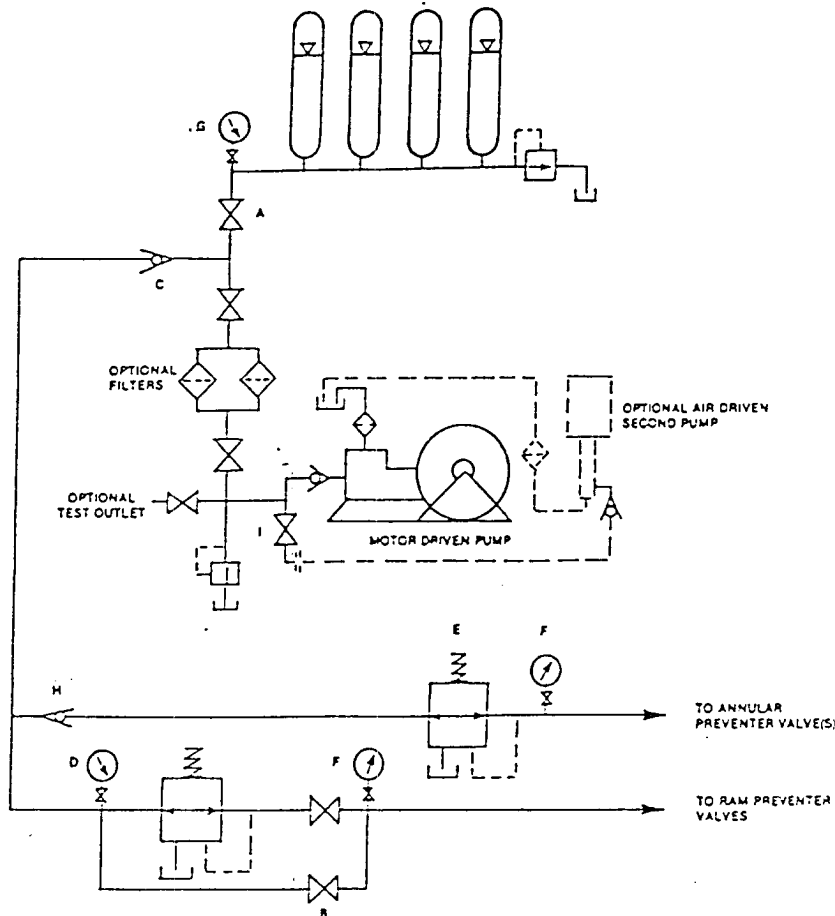 G
A
C
OPTIONAL
FILTERS
OPTIONAL AIR DRIVEN
SECOND PUMP
OPTIONAL
TEST OUTLET
I
MOTOR DRIVEN PUMP
E
F
H
TO ANNULAR
PREVENTER VALVE(S)
D
F
TO RAM PREVENTER
VALVES
B